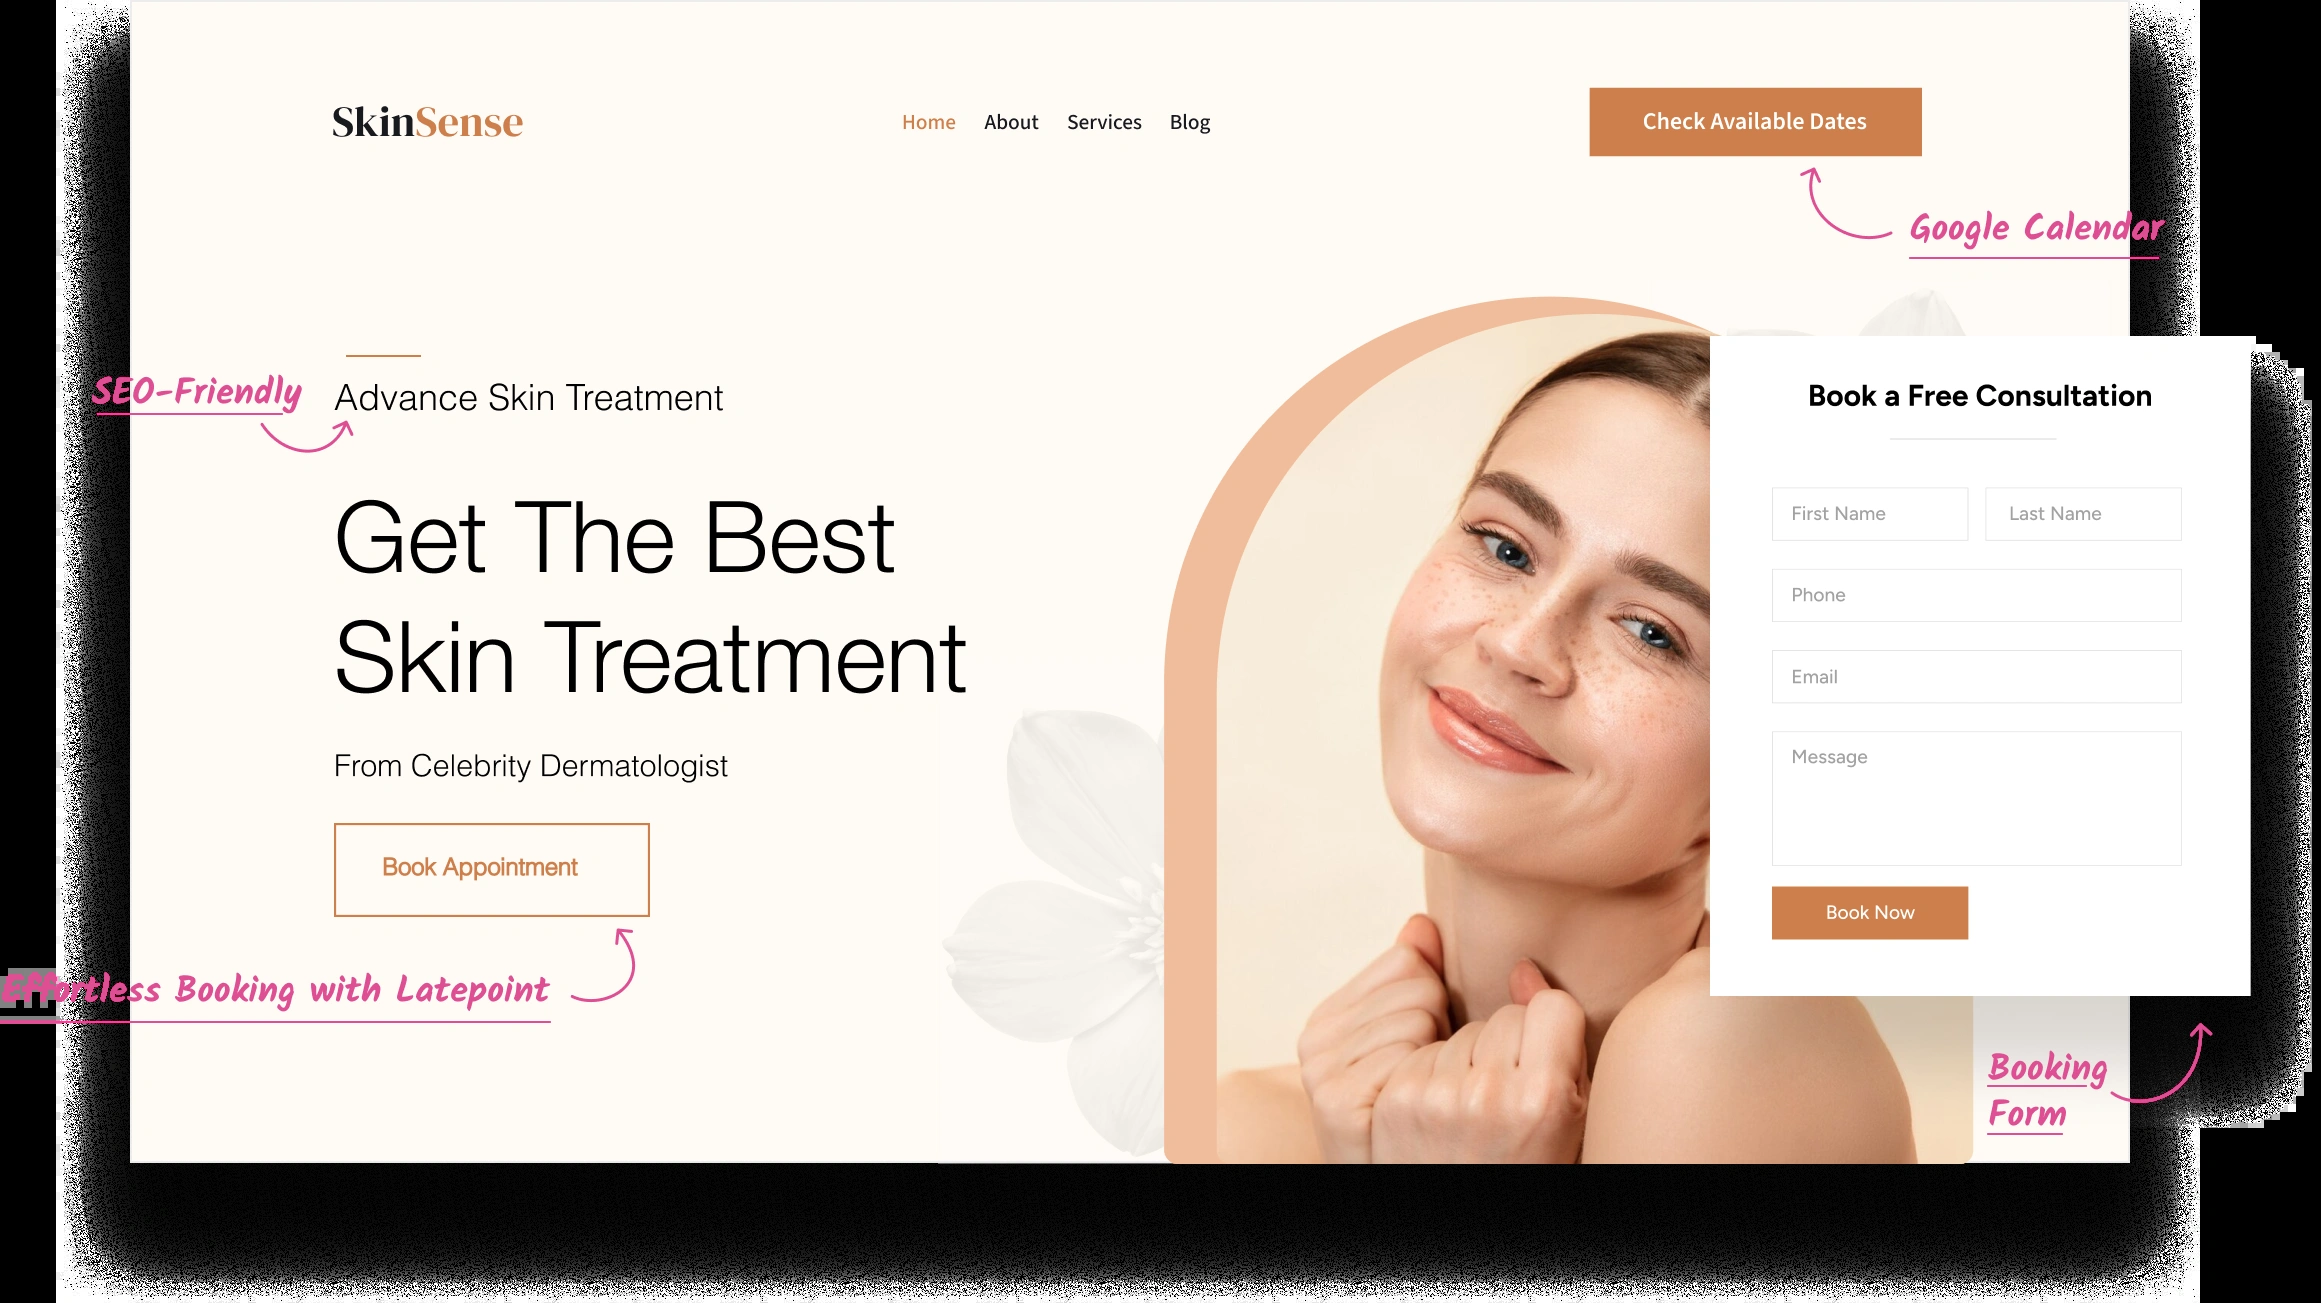 SkinSense
Home About Services Blog
Check Available Dates
Google Calendar
SEO-Friendly
Advance Skin Treatment
Get The Best
Skin Treatment
From Celebrity Dermatologist
Book Appointment
Effortless Booking with Latepoint
Book a Free Consultation
First Name Last Name
Phone
Email
Message
Book Now
Booking
Form